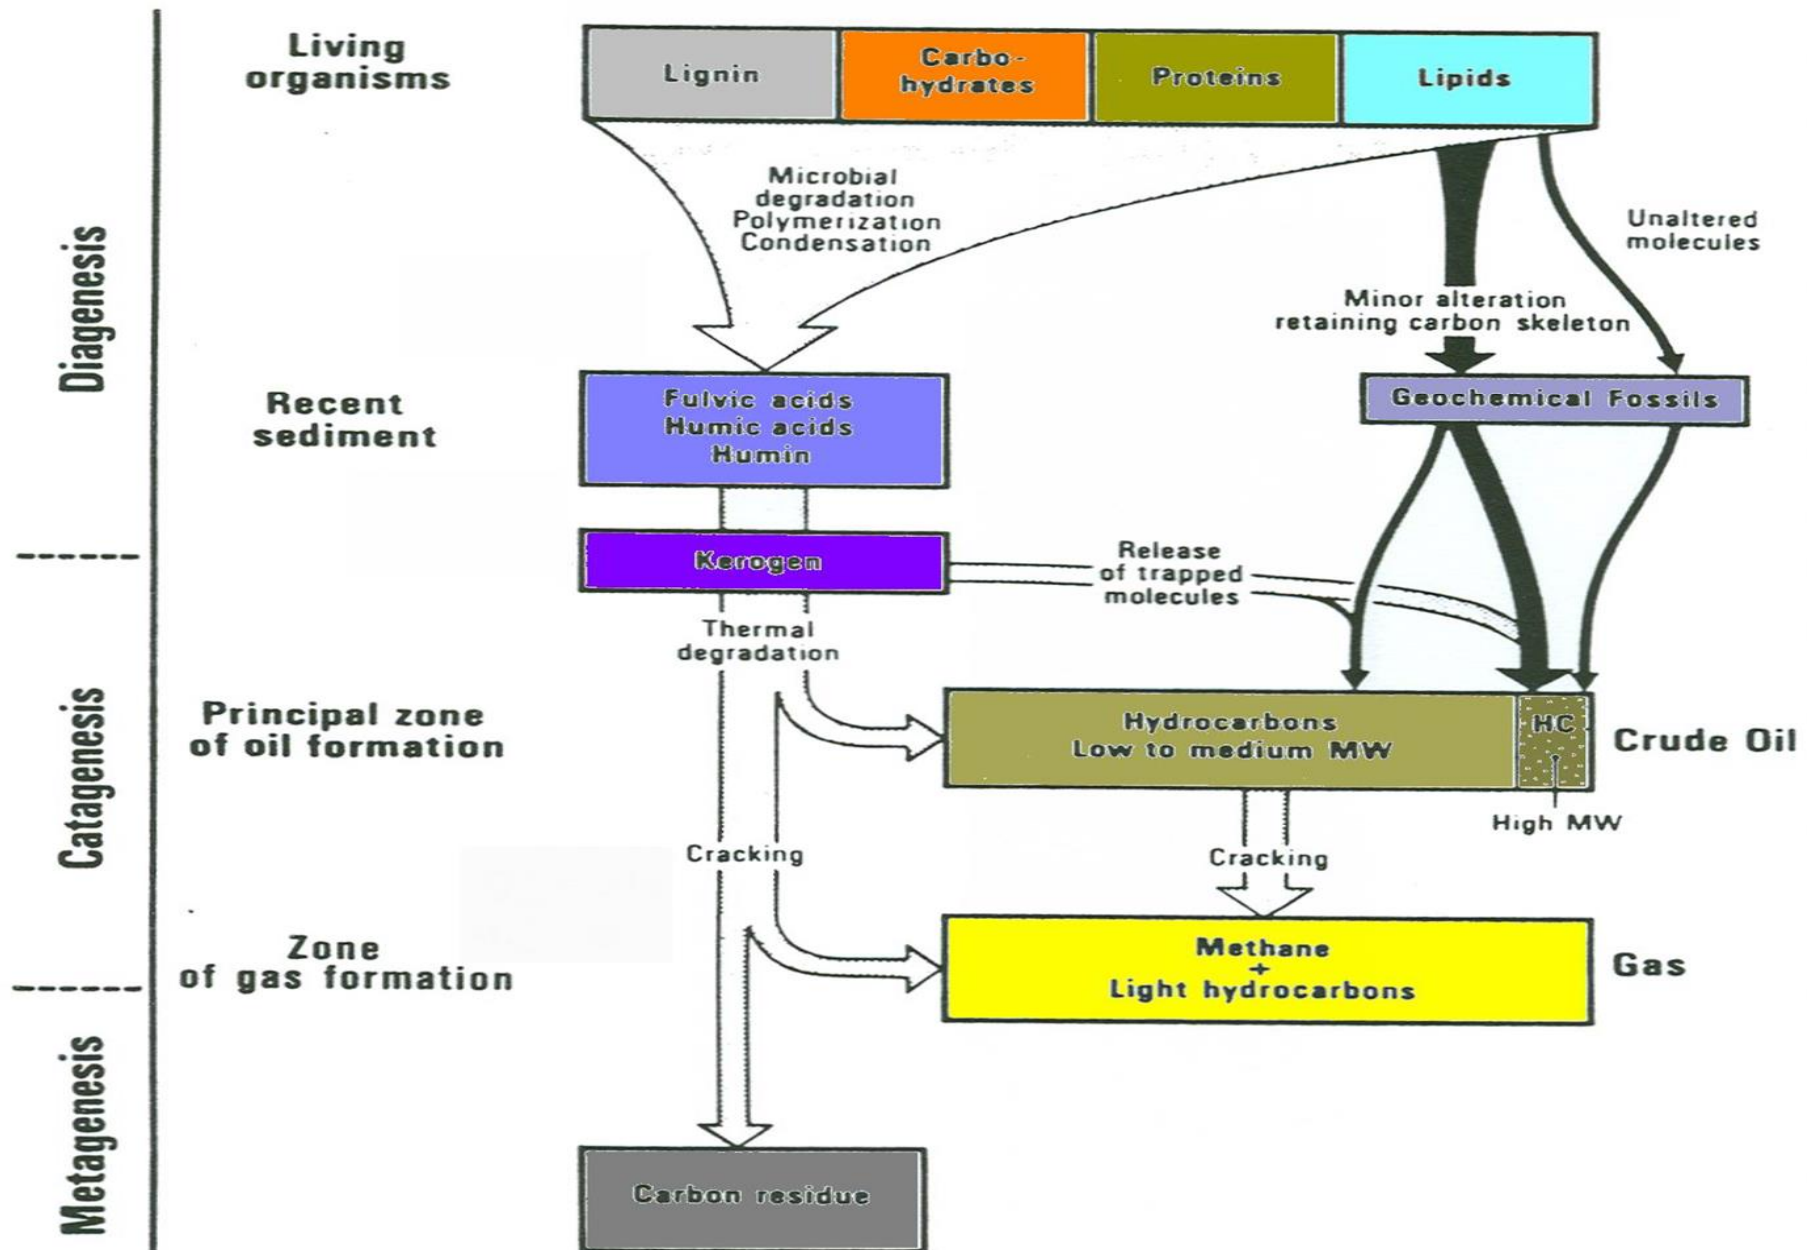 Living
organisms
Lignin
Carbo-
hydrates
Proteins
Lipids
Microbial
degradation
Polymerization
Condensation
Unaltered
molecules
Minor alteration
retaining carbon skeleton
Diagenesis
Recent
sediment
Fulvic acids
Humic acids
Humin
Geochemical Fossils
Kerogen
Release
of trapped
molecules
Thermal
degradation
Catagenesis
Principal zone
of oil formation
Hydrocarbons
Low to medium MW
HC
Crude Oil
High MW
Cracking
Cracking
Zone
of gas formation
Methane
+
Light hydrocarbons
Gas
Metagenesis
Carbon residue